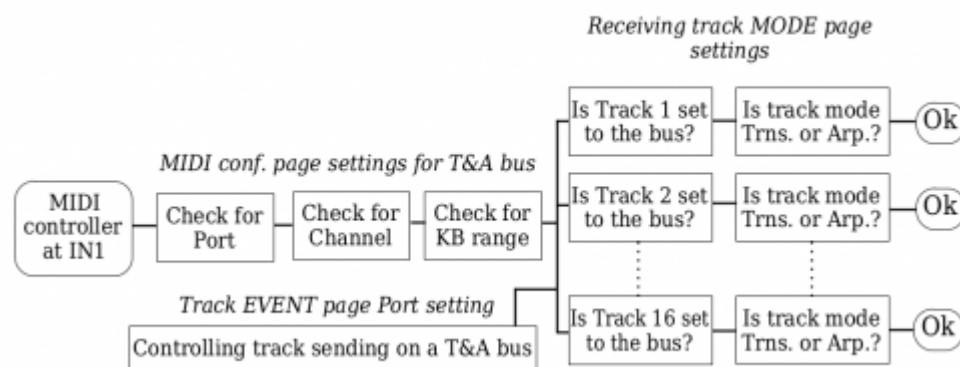 Receiving track MODE page
settings
Is Track 1 set
to the bus?
Is track mode
Trns. or Arp.?
Ok
MIDI conf. page settings for T&A bus
MIDI
controller
at IN1
Check for
Port
Check for
Channel
Check for
KB range
Is Track 2 set
to the bus?
Is track mode
Trns. or Arp.?
Ok
Track EVENT page Port setting
Controlling track sending on a T&A bus
Is Track 16 set
to the bus?
Is track mode
Trns. or Arp.?
Ok